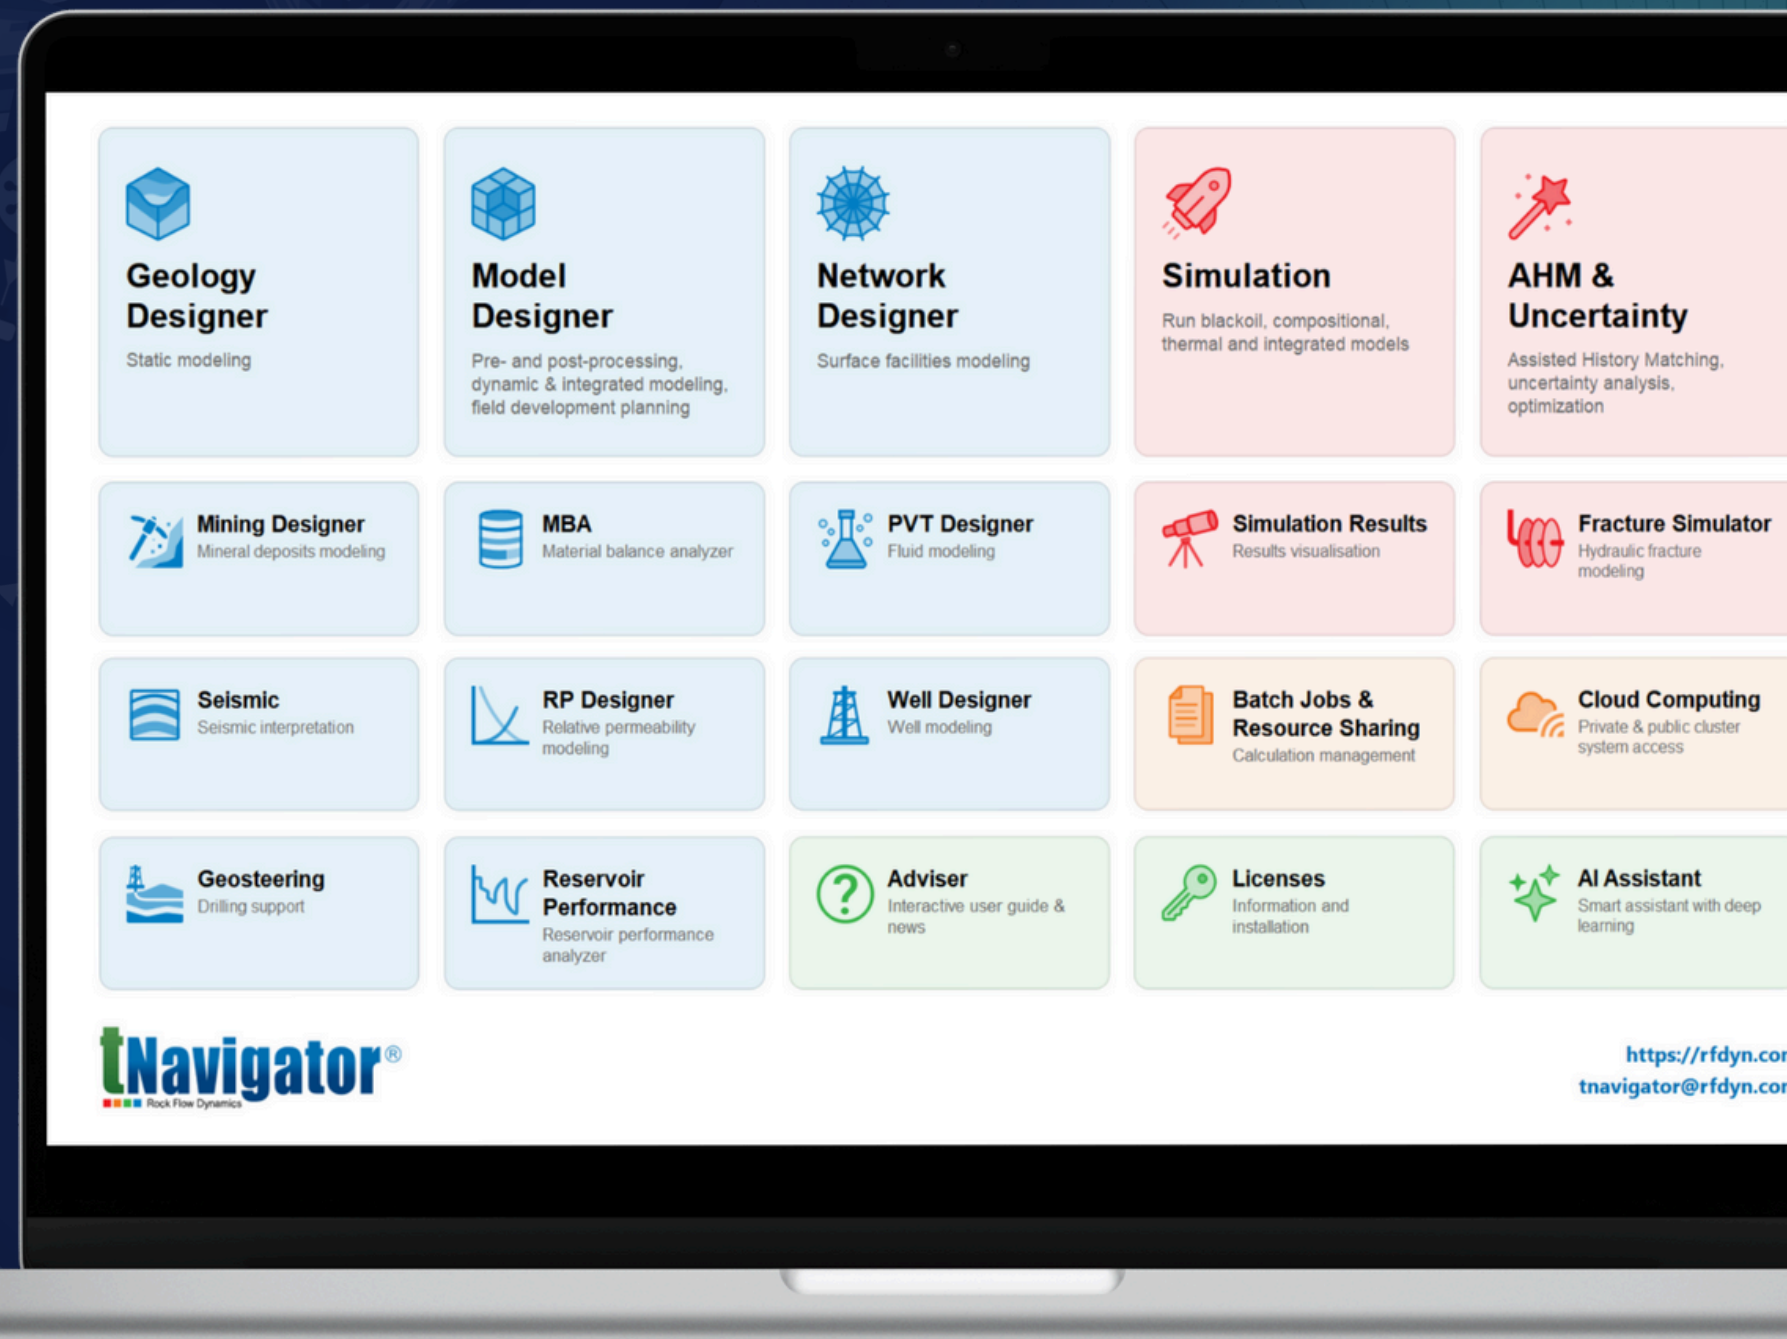 Geology
Designer
Static modeling
Model
Designer
Pre- and post-processing,
dynamic & integrated modeling,
field development planning
Network
Designer
Surface facilities modeling
Simulation
Run blackoil, compositional,
thermal and integrated models
AHM &
Uncertainty
Assisted History Matching,
uncertainty analysis,
optimization
Mining Designer
Mineral deposits modeling
MBA
Material balance analyzer
PVT Designer
Fluid modeling
Simulation Results
Results visualisation
Fracture Simulator
Hydraulic fracture
modeling
Seismic
Seismic interpretation
RP Designer
Relative permeability
modeling
Well Designer
Well modeling
Batch Jobs &
Resource Sharing
Calculation management
Cloud Computing
Private & public cluster
system access
Geosteering
Drilling support
Reservoir
Performance
Reservoir performance
analyzer
Adviser
Interactive user guide &
news
Licenses
Information and
installation
AI Assistant
Smart assistant with deep
learning
tNavigator®
Rock Flow Dynamics
https://rfdyn.com
tnavigator@rfdyn.com